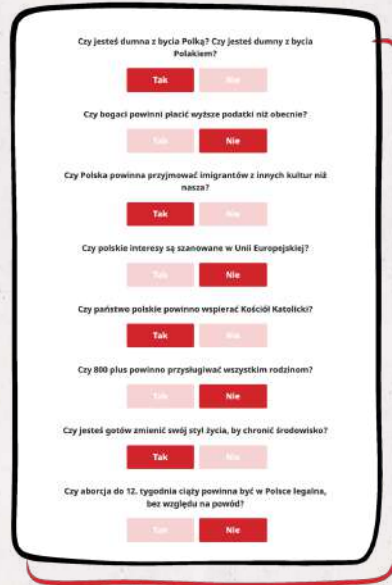 Czy jesteś dumna z bycia Polką? Czy jesteś dumny z bycia
Polakiem?
Tak Nie
Czy bogaci powinni płacić wyższe podatki niż obecnie?
Tak Nie
Czy Polska powinna przyjmować imigrantów z innych kultur niż
nasza?
Tak Nie
Czy polskie interesy są szanowane w Unii Europejskiej?
Tak Nie
Czy państwo polskie powinno wspierać Kościół Katolicki?
Tak Nie
Czy 800 plus powinno przysługiwać wszystkim rodzinom?
Tak Nie
Czy jesteś gotów zmienić swój styl życia, by chronić środowisko?
Tak Nie
Czy aborcja do 12. tygodnia ciąży powinna być w Polsce legalna,
bez względu na powód?
Tak Nie